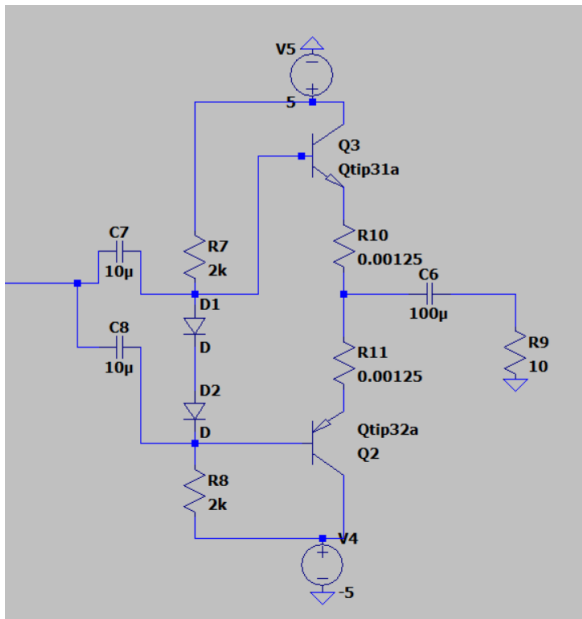 V5
−
+
5
Q3
Qtip31a
C7
10µ
R7
2k
R10
0.00125
C6
100µ
D1
D
C8
10µ
R11
0.00125
R9
10
D2
D
Qtip32a
Q2
R8
2k
V4
+
−
-5